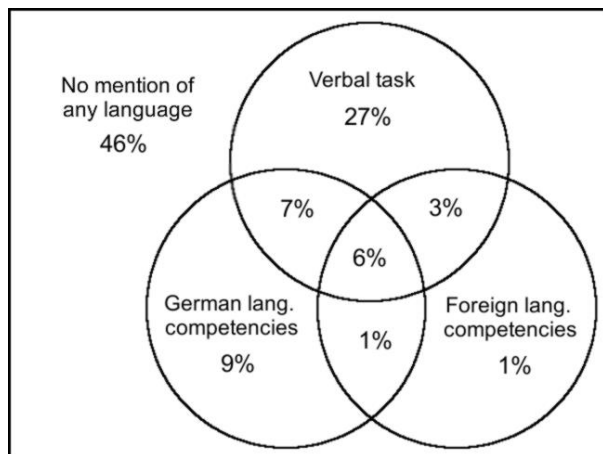 No mention of
any language
46%
Verbal task
27%
7%
3%
6%
German lang.
competencies
9%
1%
Foreign lang.
competencies
1%